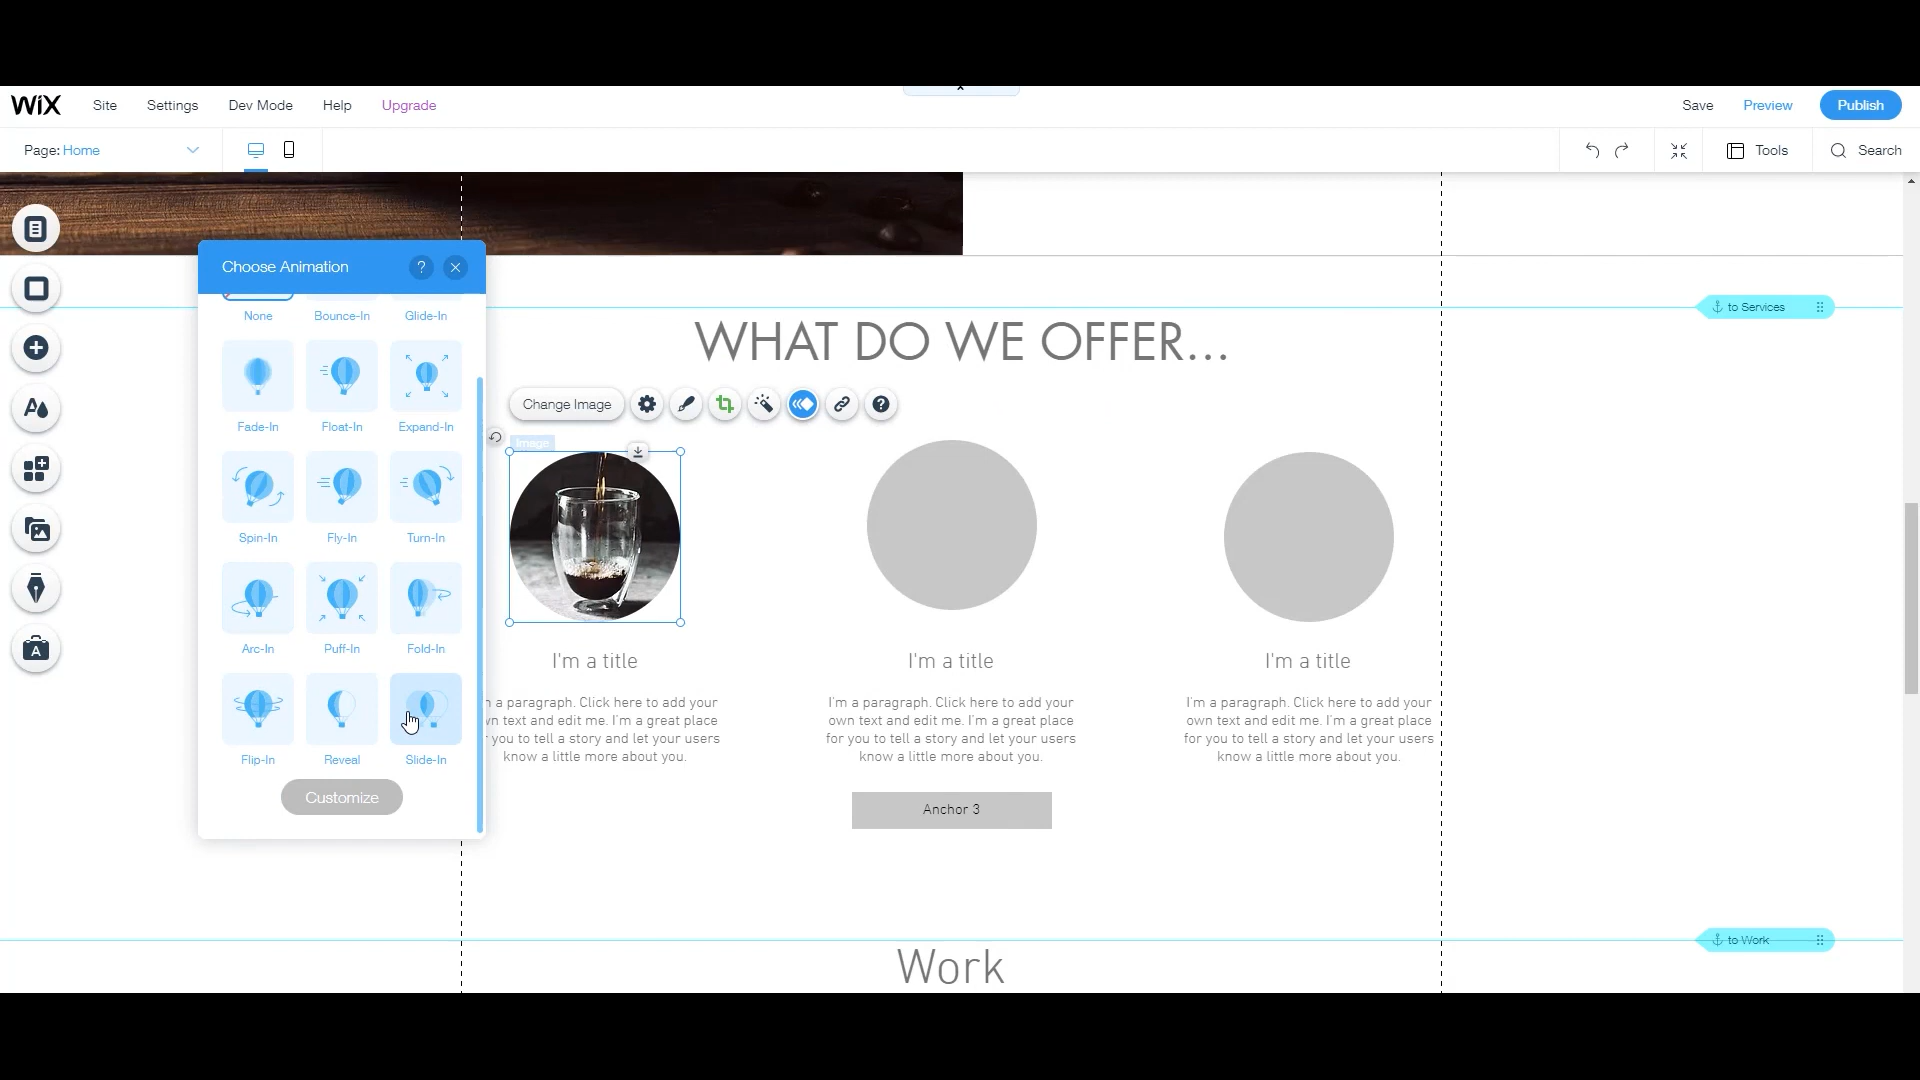 WiX Site Settings Dev Mode Help Upgrade Save Preview Publish
Page: Home Tools Search
Choose Animation ?
None Bounce-In Glide-In
Fade-In Float-In Expand-In
Spin-In Fly-In Turn-In
Arc-In Puff-In Fold-In
Flip-In Reveal Slide-In
Customize
to Services
WHAT DO WE OFFER...
Change Image ?
Image
I'm a title
m a paragraph. Click here to add your
wn text and edit me. I'm a great place
r you to tell a story and let your users
know a little more about you.
I'm a title
I'm a paragraph. Click here to add your
own text and edit me. I'm a great place
for you to tell a story and let your users
know a little more about you.
I'm a title
I'm a paragraph. Click here to add your
own text and edit me. I'm a great place
for you to tell a story and let your users
know a little more about you.
Anchor 3
to Work
Work